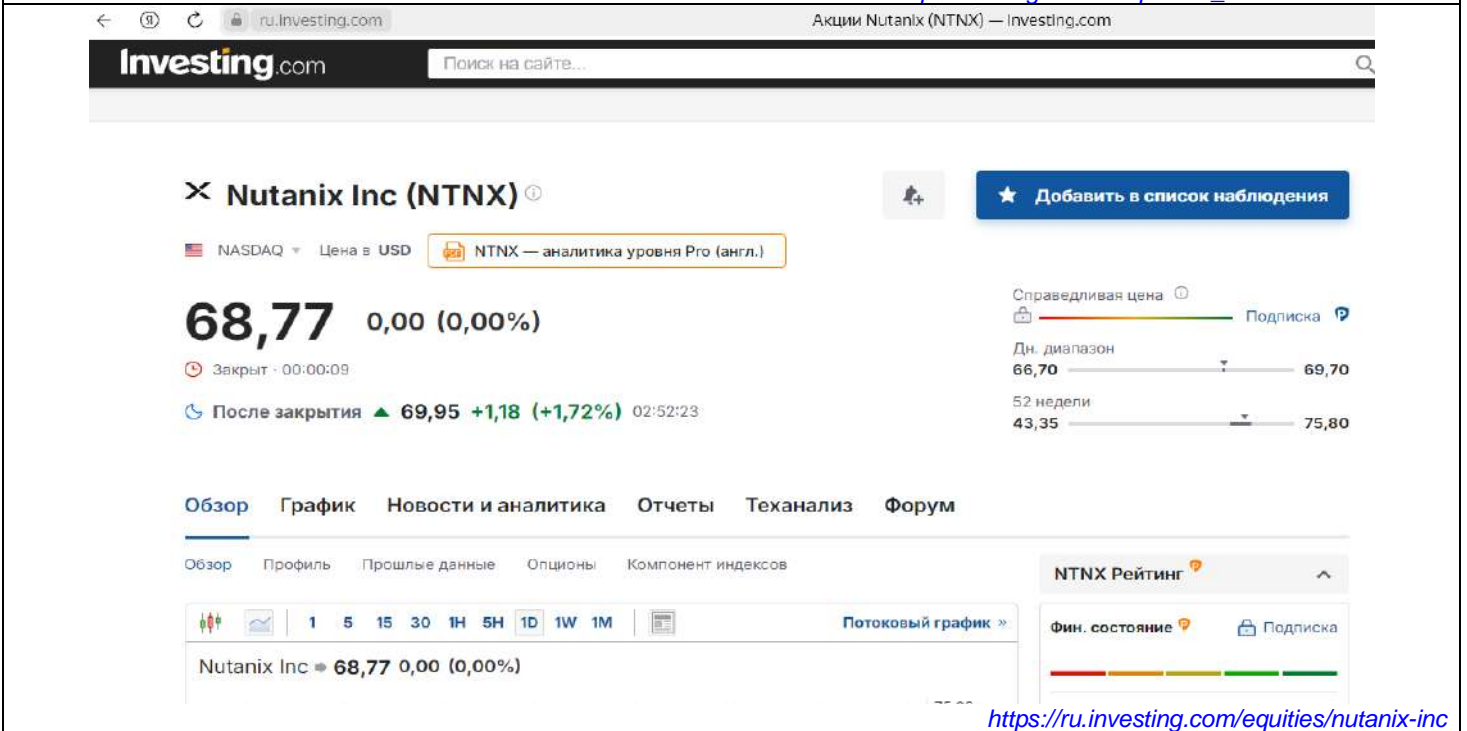 ru.investing.com Акции Nutanix (NTNX) — Investing.com
Investing.com Поиск на сайте...
Nutanix Inc (NTNX)
Добавить в список наблюдения
NASDAQ Цена в USD NTNX — аналитика уровня Pro (англ.)
68,77 0,00 (0,00%)
Справедливая цена
Подписка
Закрыт · 00:00:09
Дн. диапазон
66,70 69,70
После закрытия ▲ 69,95 +1,18 (+1,72%) 02:52:23
52 недели
43,35 75,80
Обзор График Новости и аналитика Отчеты Теханализ Форум
Обзор Профиль Прошлые данные Опционы Компонент индексов
NTNX Рейтинг
1 5 15 30 1H 5H 1D 1W 1M Потоковый график »
Фин. состояние Подписка
Nutanix Inc 68,77 0,00 (0,00%)
https://ru.investing.com/equities/nutanix-inc